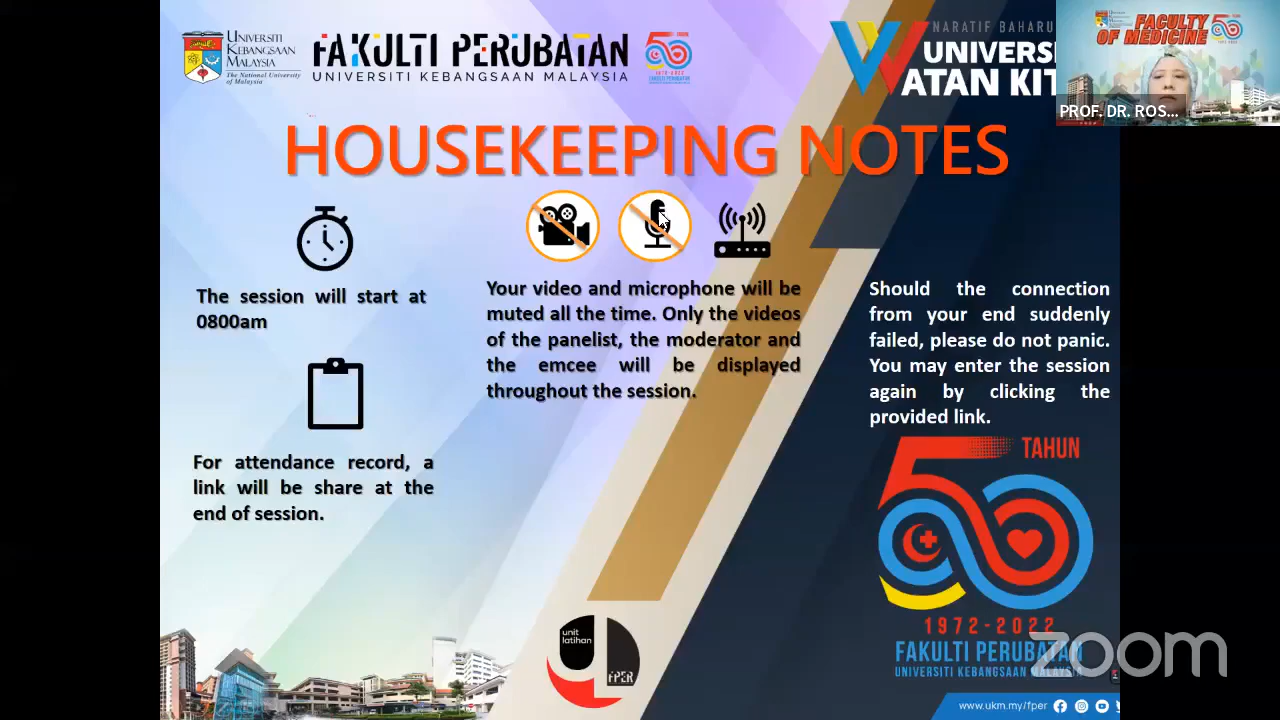 UNIVERSITI
KEBANGSAAN
MALAYSIA
The National University
of Malaysia
FAKULTI PERUBATAN
UNIVERSITI KEBANGSAAN MALAYSIA
NARATIF BAHARU
UNIVERSI
WATAN KIT
FACULTY
OF MEDICINE
50
PROF. DR. ROS...
HOUSEKEEPING NOTES
The session will start at
0800am
For attendance record, a
link will be share at the
end of session.
Your video and microphone will be
muted all the time. Only the videos
of the panelist, the moderator and
the emcee will be displayed
throughout the session.
Should the connection
from your end suddenly
failed, please do not panic.
You may enter the session
again by clicking the
provided link.
50 TAHUN
1972-2022
FAKULTI PERUBATAN
UNIVERSITI KEBANGSAAN MALAYSIA
unit
latihan
FPER
zoom
www.ukm.my/fper